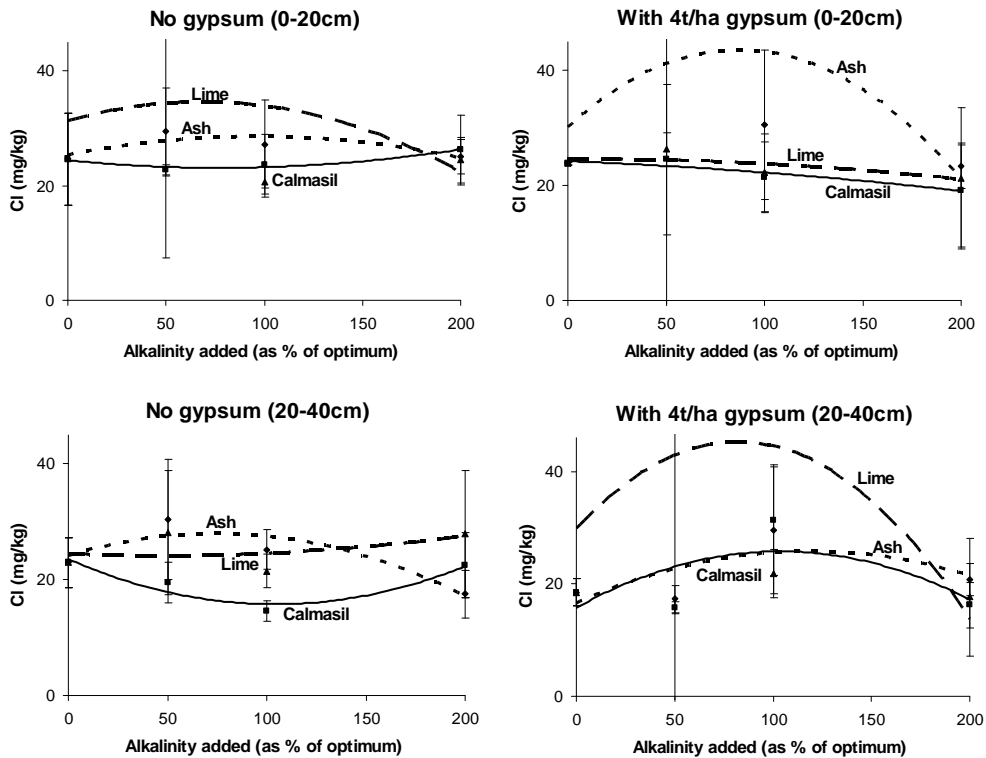 No gypsum (0-20cm)
Cl (mg/kg)
40
20
0
Lime
Ash
Calmasil
0 50 100 150 200
Alkalinity added (as % of optimum)
With 4t/ha gypsum (0-20cm)
Cl (mg/kg)
40
20
0
Ash
Lime
Calmasil
0 50 100 150 200
Alkalinity added (as % of optimum)
No gypsum (20-40cm)
Cl (mg/kg)
40
20
0
Ash
Lime
Calmasil
0 50 100 150 200
Alkalinity added (as % of optimum)
With 4t/ha gypsum (20-40cm)
Cl (mg/kg)
40
20
0
Lime
Ash
Calmasil
0 50 100 150 200
Alkalinity added (as % of optimum)